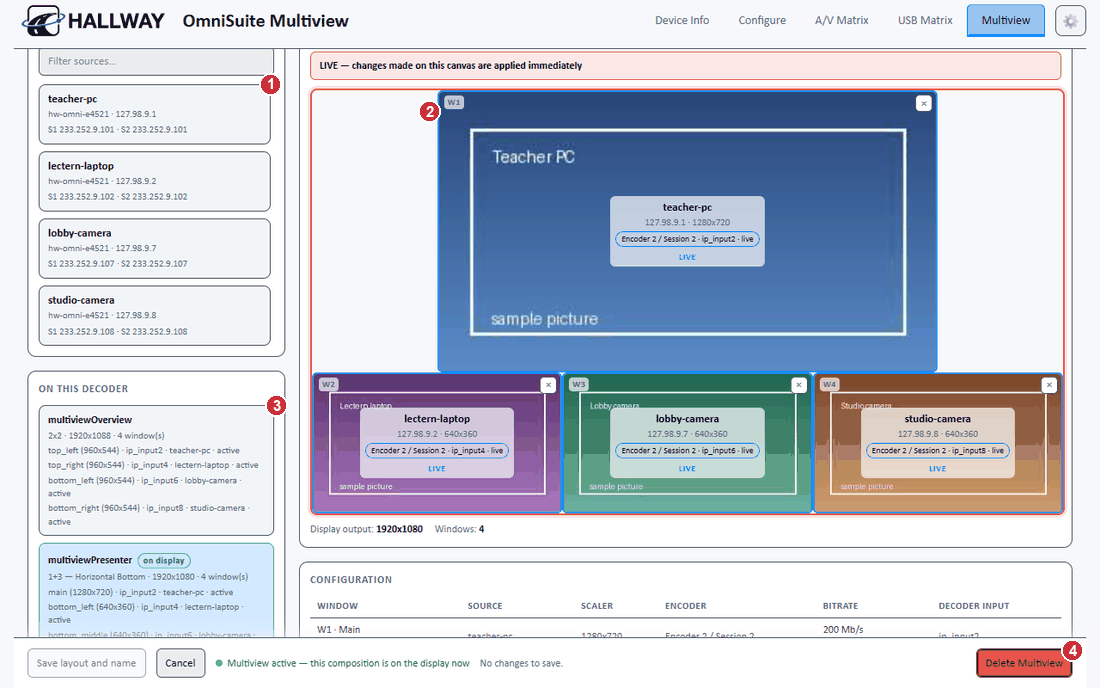 HALLWAY
OmniSuite Multiview
Device Info
Configure
A/V Matrix
USB Matrix
Multiview
Filter sources...
1
teacher-pc
hw-omni-e4521 · 127.98.9.1
S1 233.252.9.101 · S2 233.252.9.101
lectern-laptop
hw-omni-e4521 · 127.98.9.2
S1 233.252.9.102 · S2 233.252.9.102
lobby-camera
hw-omni-e4521 · 127.98.9.7
S1 233.252.9.107 · S2 233.252.9.107
studio-camera
hw-omni-e4521 · 127.98.9.8
S1 233.252.9.108 · S2 233.252.9.108
ON THIS DECODER
3
multiviewOverview
2x2 · 1920x1088 · 4 window(s)
top_left (960x544) · ip_input2 · teacher-pc · active
top_right (960x544) · ip_input4 · lectern-laptop · active
bottom_left (960x544) · ip_input6 · lobby-camera ·
active
bottom_right (960x544) · ip_input8 · studio-camera ·
active
multiviewPresenter on display
1+3 — Horizontal Bottom · 1920x1080 · 4 window(s)
main (1280x720) · ip_input2 · teacher-pc · active
bottom_left (640x360) · ip_input4 · lectern-laptop ·
active
bottom_middle (640x360) · ip_input6 · lobby-camera ·
LIVE — changes made on this canvas are applied immediately
2
W1
×
Teacher PC
teacher-pc
127.98.9.1 · 1280x720
Encoder 2 / Session 2 · ip_input2 · live
LIVE
sample picture
W2
×
Lectern laptop
lectern-laptop
127.98.9.2 · 640x360
Encoder 2 / Session 2 · ip_input4 · live
LIVE
sample picture
W3
×
Lobby camera
lobby-camera
127.98.9.7 · 640x360
Encoder 2 / Session 2 · ip_input6 · live
LIVE
sample picture
W4
×
Studio camera
studio-camera
127.98.9.8 · 640x360
Encoder 2 / Session 2 · ip_input8 · live
LIVE
sample picture
Display output: 1920x1080 Windows: 4
CONFIGURATION
WINDOW SOURCE SCALER ENCODER BITRATE DECODER INPUT
W1 · Main teacher-pc 1280x720 Encoder 2 / Session 2 200 Mb/s ip_input2
Save layout and name
Cancel
Multiview active — this composition is on the display now No changes to save.
Delete Multiview
4